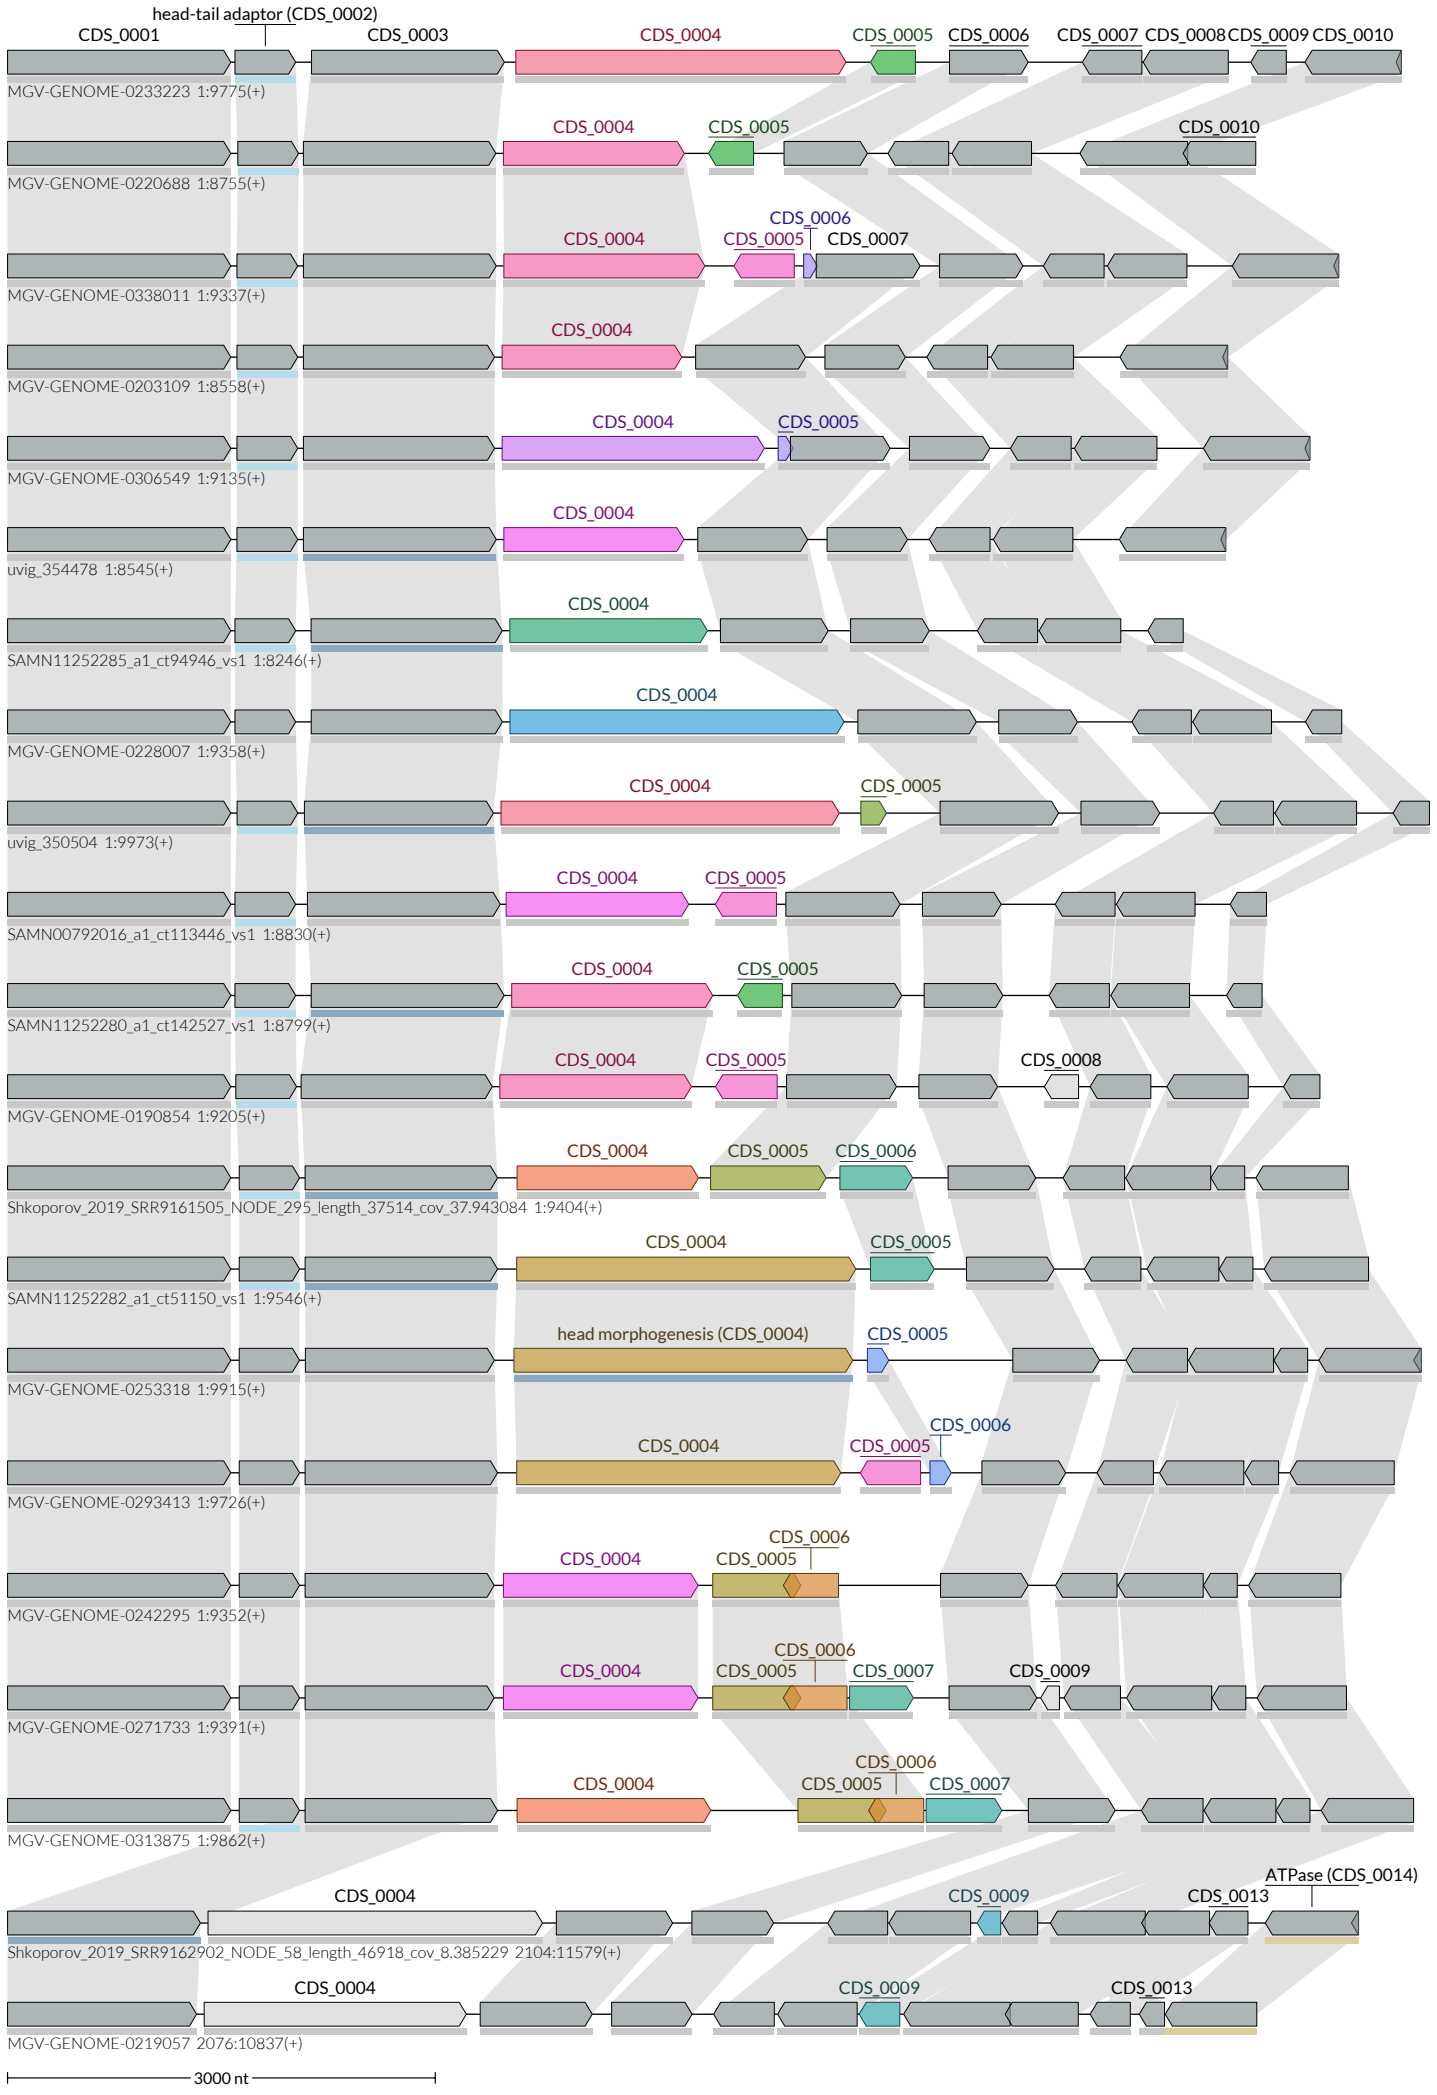 head-tail adaptor (CDS_0002)
CDS_0001 CDS_0003 CDS_0004 CDS_0005 CDS_0006 CDS_0007 CDS_0008 CDS_0009 CDS_0010
MGV-GENOME-0233223 1:9775(+)
CDS_0004 CDS_0005 CDS_0010
MGV-GENOME-0220688 1:8755(+)
CDS_0006
CDS_0004 CDS_0005 CDS_0007
MGV-GENOME-0338011 1:9337(+)
CDS_0004
MGV-GENOME-0203109 1:8558(+)
CDS_0004 CDS_0005
MGV-GENOME-0306549 1:9135(+)
CDS_0004
uvig_354478 1:8545(+)
CDS_0004
SAMN11252285_a1_ct94946_vs1 1:8246(+)
CDS_0004
MGV-GENOME-0228007 1:9358(+)
CDS_0004 CDS_0005
uvig_350504 1:9973(+)
CDS_0004 CDS_0005
SAMN00792016_a1_ct113446_vs1 1:8830(+)
CDS_0004 CDS_0005
SAMN11252280_a1_ct142527_vs1 1:8799(+)
CDS_0004 CDS_0005 CDS_0008
MGV-GENOME-0190854 1:9205(+)
CDS_0004 CDS_0005 CDS_0006
Shkoporov_2019_SRR9161505_NODE_295_length_37514_cov_37.943084 1:9404(+)
CDS_0004 CDS_0005
SAMN11252282_a1_ct51150_vs1 1:9546(+)
head morphogenesis (CDS_0004) CDS_0005
MGV-GENOME-0253318 1:9915(+)
CDS_0006
CDS_0004 CDS_0005
MGV-GENOME-0293413 1:9726(+)
CDS_0006
CDS_0004 CDS_0005
MGV-GENOME-0242295 1:9352(+)
CDS_0006
CDS_0004 CDS_0005 CDS_0007 CDS_0009
MGV-GENOME-0271733 1:9391(+)
CDS_0006
CDS_0004 CDS_0005 CDS_0007
MGV-GENOME-0313875 1:9862(+)
ATPase (CDS_0014)
CDS_0004 CDS_0009 CDS_0013
Shkoporov_2019_SRR9162902_NODE_58_length_46918_cov_8.385229 2104:11579(+)
CDS_0004 CDS_0009 CDS_0013
MGV-GENOME-0219057 2076:10837(+)
3000 nt